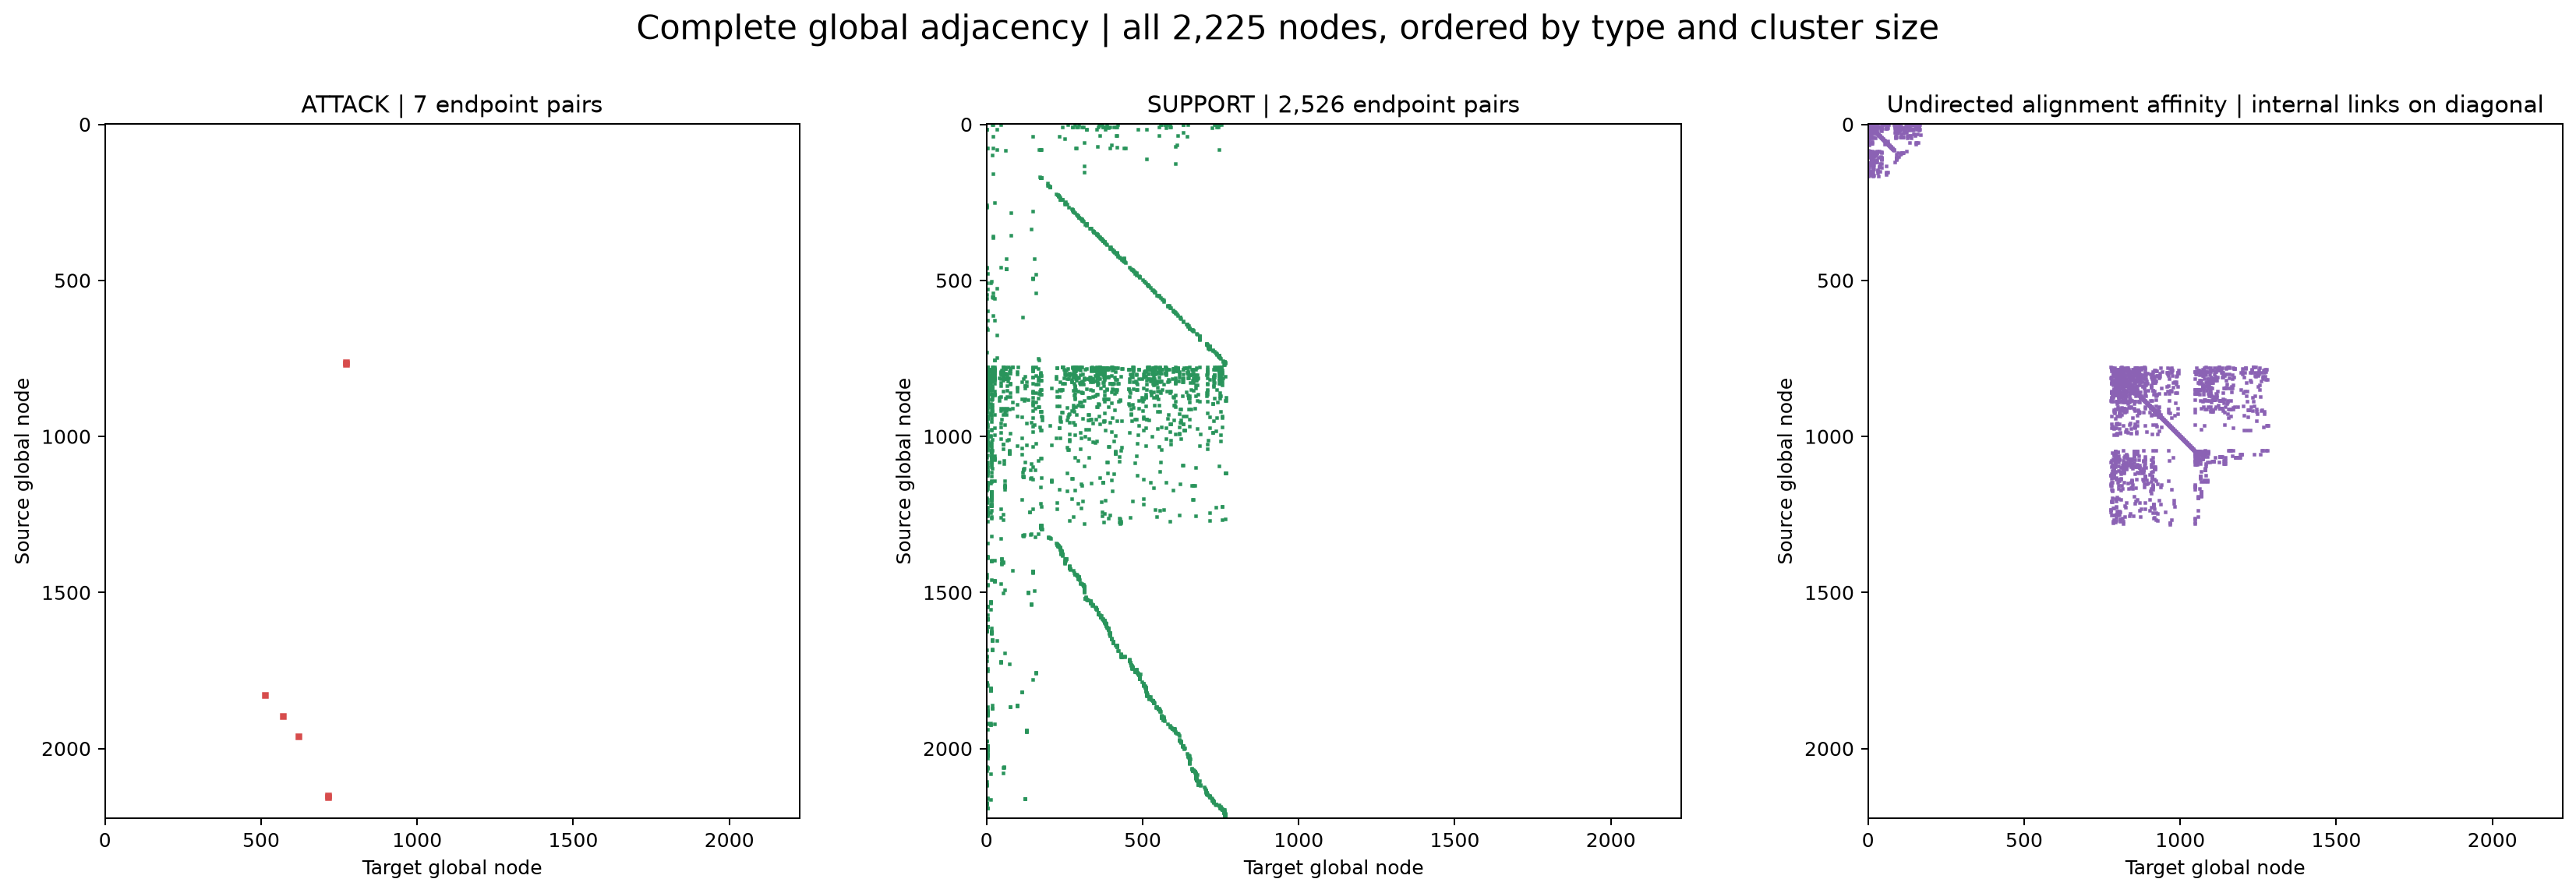 Complete global adjacency | all 2,225 nodes, ordered by type and cluster size
ATTACK | 7 endpoint pairs
0
500
1000
1500
2000
Source global node
0 500 1000 1500 2000
Target global node
SUPPORT | 2,526 endpoint pairs
0
500
1000
1500
2000
Source global node
0 500 1000 1500 2000
Target global node
Undirected alignment affinity | internal links on diagonal
0
500
1000
1500
2000
Source global node
0 500 1000 1500 2000
Target global node